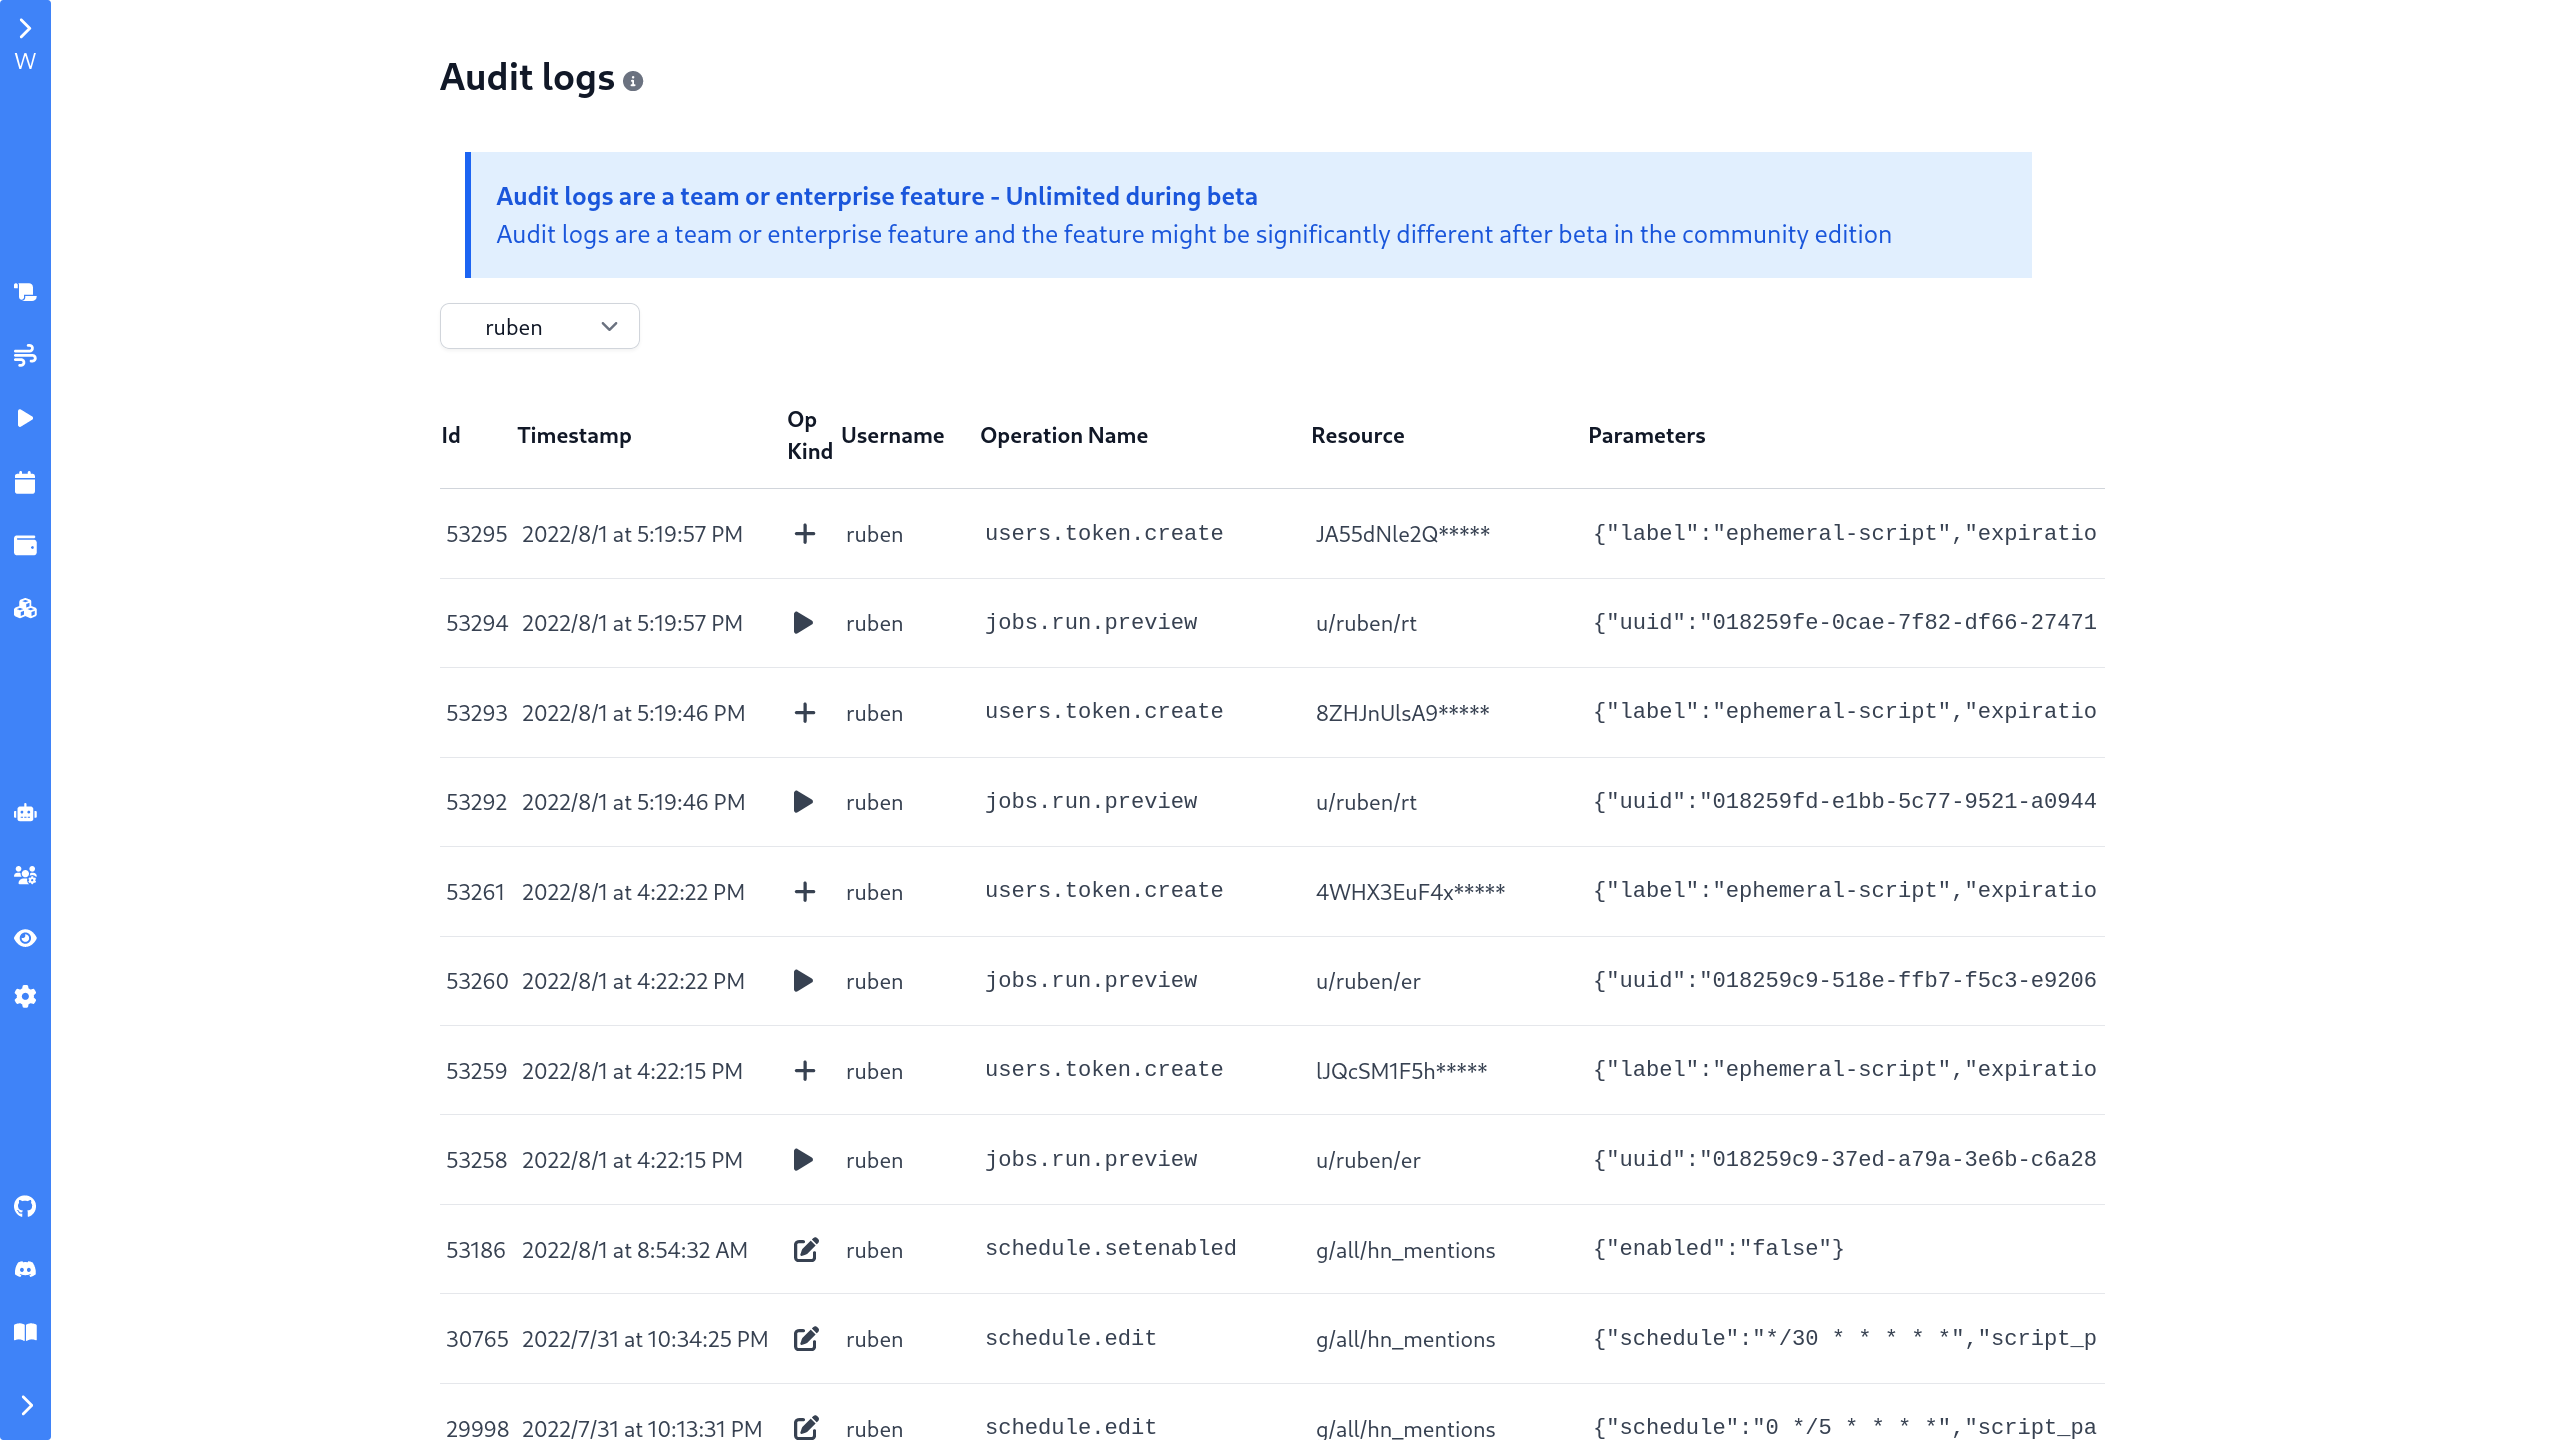 W
Audit logs
Audit logs are a team or enterprise feature - Unlimited during beta
Audit logs are a team or enterprise feature and the feature might be significantly different after beta in the community edition
ruben
Id Timestamp Op Kind Username Operation Name Resource Parameters
53295 2022/8/1 at 5:19:57 PM ruben users.token.create JA55dNle2Q***** {"label":"ephemeral-script","expiratio
53294 2022/8/1 at 5:19:57 PM ruben jobs.run.preview u/ruben/rt {"uuid":"018259fe-0cae-7f82-df66-27471
53293 2022/8/1 at 5:19:46 PM ruben users.token.create 8ZHJnUlsA9***** {"label":"ephemeral-script","expiratio
53292 2022/8/1 at 5:19:46 PM ruben jobs.run.preview u/ruben/rt {"uuid":"018259fd-e1bb-5c77-9521-a0944
53261 2022/8/1 at 4:22:22 PM ruben users.token.create 4WHX3EuF4x***** {"label":"ephemeral-script","expiratio
53260 2022/8/1 at 4:22:22 PM ruben jobs.run.preview u/ruben/er {"uuid":"018259c9-518e-ffb7-f5c3-e9206
53259 2022/8/1 at 4:22:15 PM ruben users.token.create lJQcSM1F5h***** {"label":"ephemeral-script","expiratio
53258 2022/8/1 at 4:22:15 PM ruben jobs.run.preview u/ruben/er {"uuid":"018259c9-37ed-a79a-3e6b-c6a28
53186 2022/8/1 at 8:54:32 AM ruben schedule.setenabled g/all/hn_mentions {"enabled":"false"}
30765 2022/7/31 at 10:34:25 PM ruben schedule.edit g/all/hn_mentions {"schedule":"*/30 * * * * *","script_p
29998 2022/7/31 at 10:13:31 PM ruben schedule.edit g/all/hn_mentions {"schedule":"0 */5 * * * *","script_pa